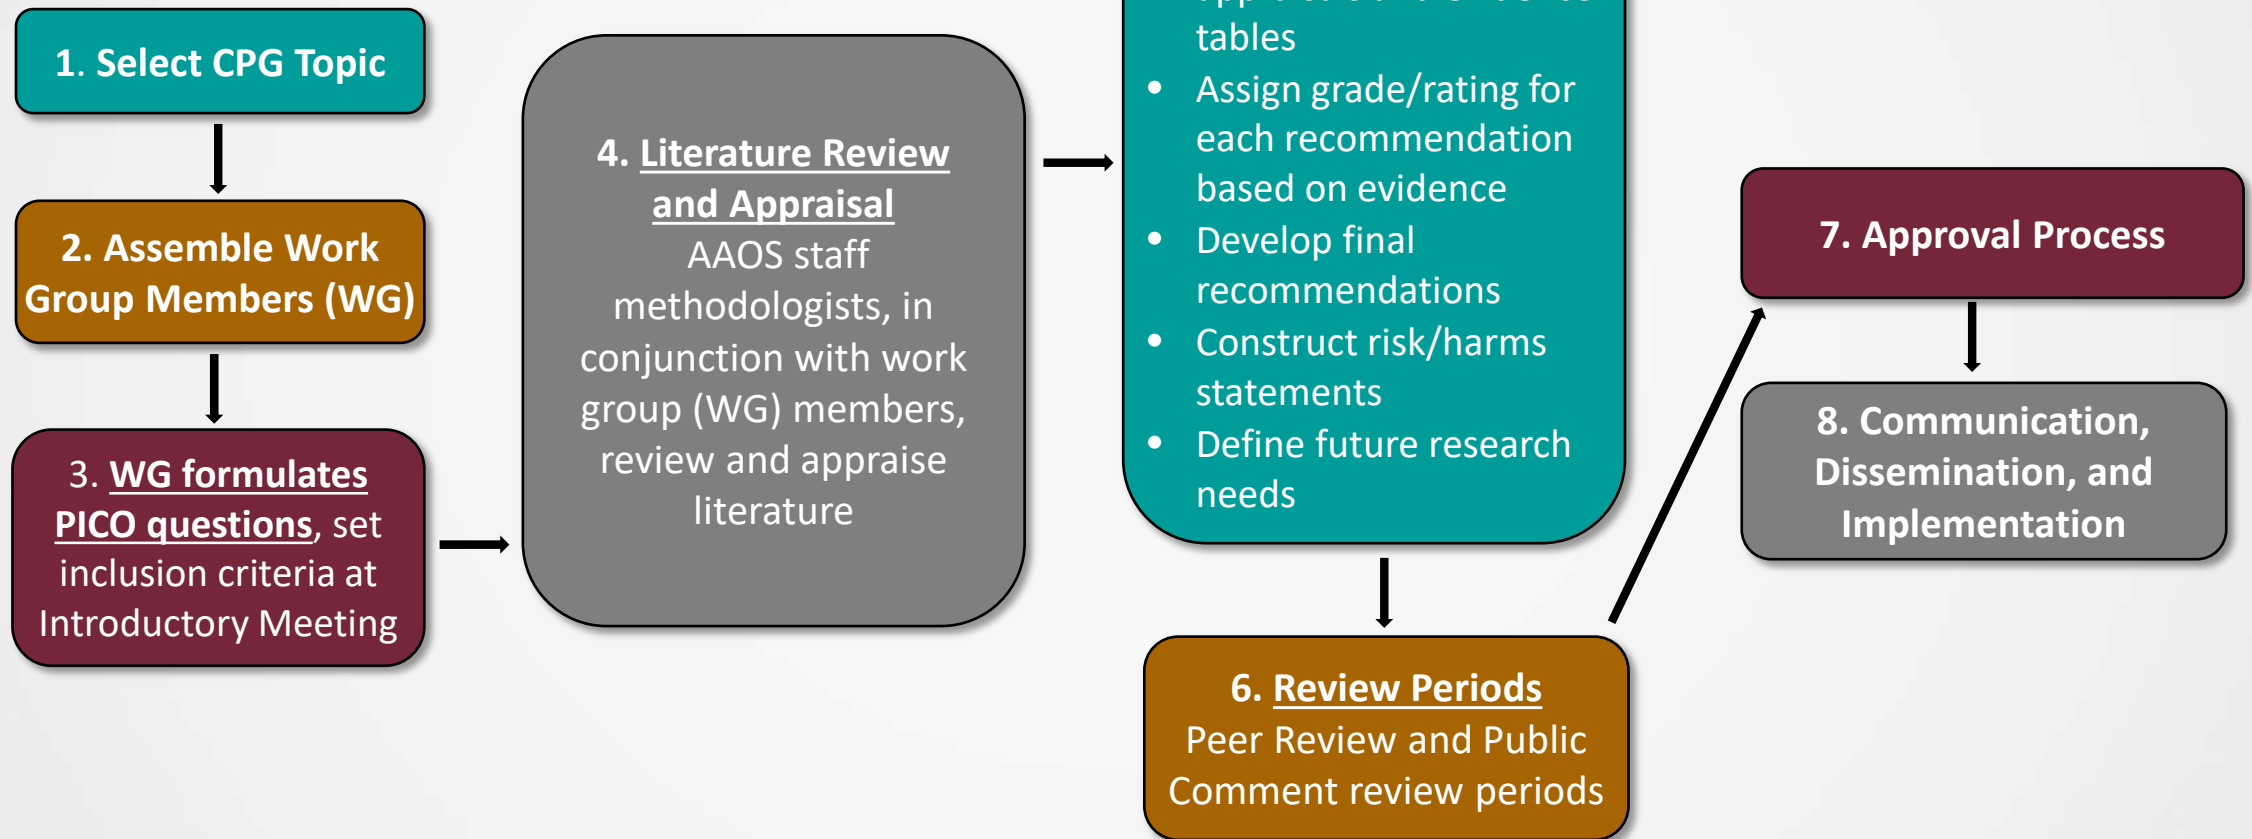 1. Select CPG Topic
2. Assemble Work
Group Members (WG)
3. WG formulates
PICO questions, set
inclusion criteria at
Introductory Meeting
4. Literature Review
and Appraisal
AAOS staff
methodologists, in
conjunction with work
group (WG) members,
review and appraise
literature
tables
• Assign grade/rating for
each recommendation
based on evidence
• Develop final
recommendations
• Construct risk/harms
statements
• Define future research
needs
6. Review Periods
Peer Review and Public
Comment review periods
7. Approval Process
8. Communication,
Dissemination, and
Implementation